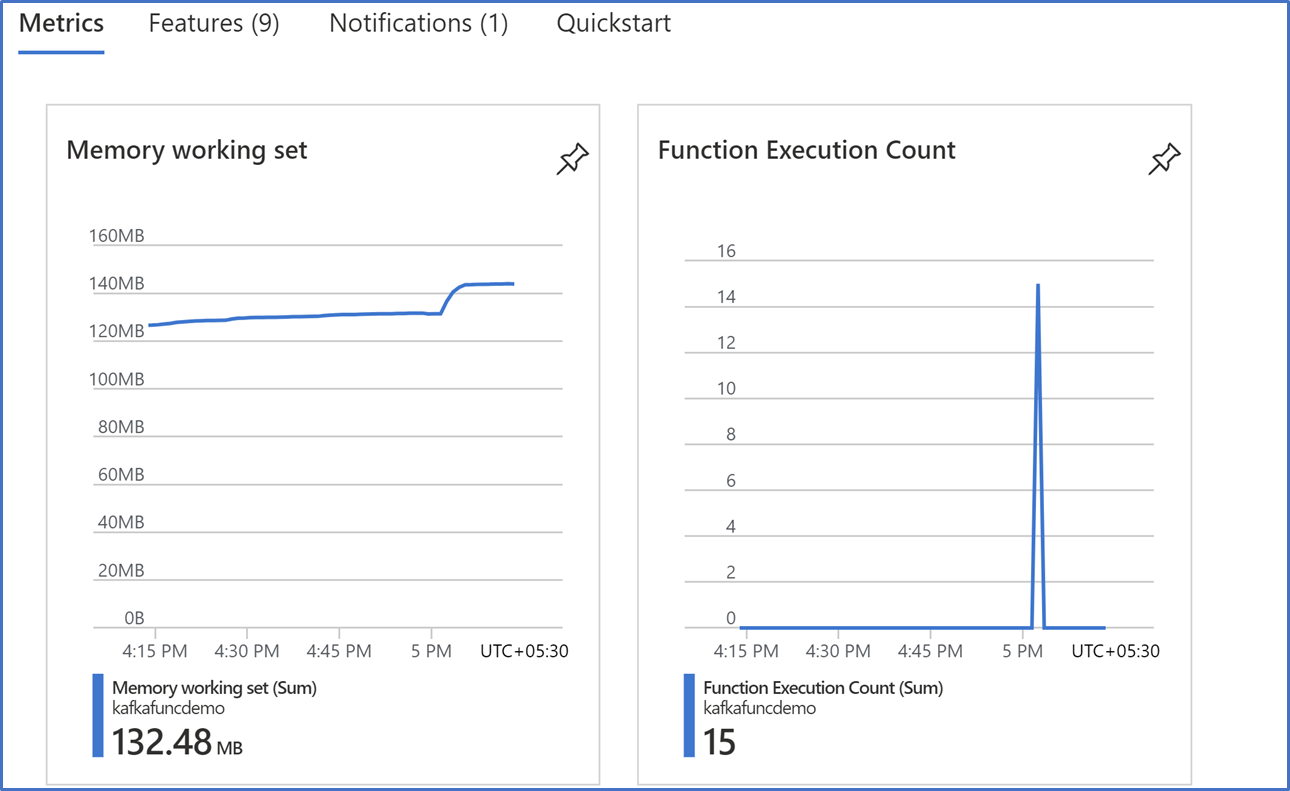 Metrics Features (9) Notifications (1) Quickstart
Memory working set
160MB
140MB
120MB
100MB
80MB
60MB
40MB
20MB
0B
4:15 PM 4:30 PM 4:45 PM 5 PM UTC+05:30
Memory working set (Sum)
kafkafuncdemo
132.48 MB
Function Execution Count
16
14
12
10
8
6
4
2
0
4:15 PM 4:30 PM 4:45 PM 5 PM UTC+05:30
Function Execution Count (Sum)
kafkafuncdemo
15